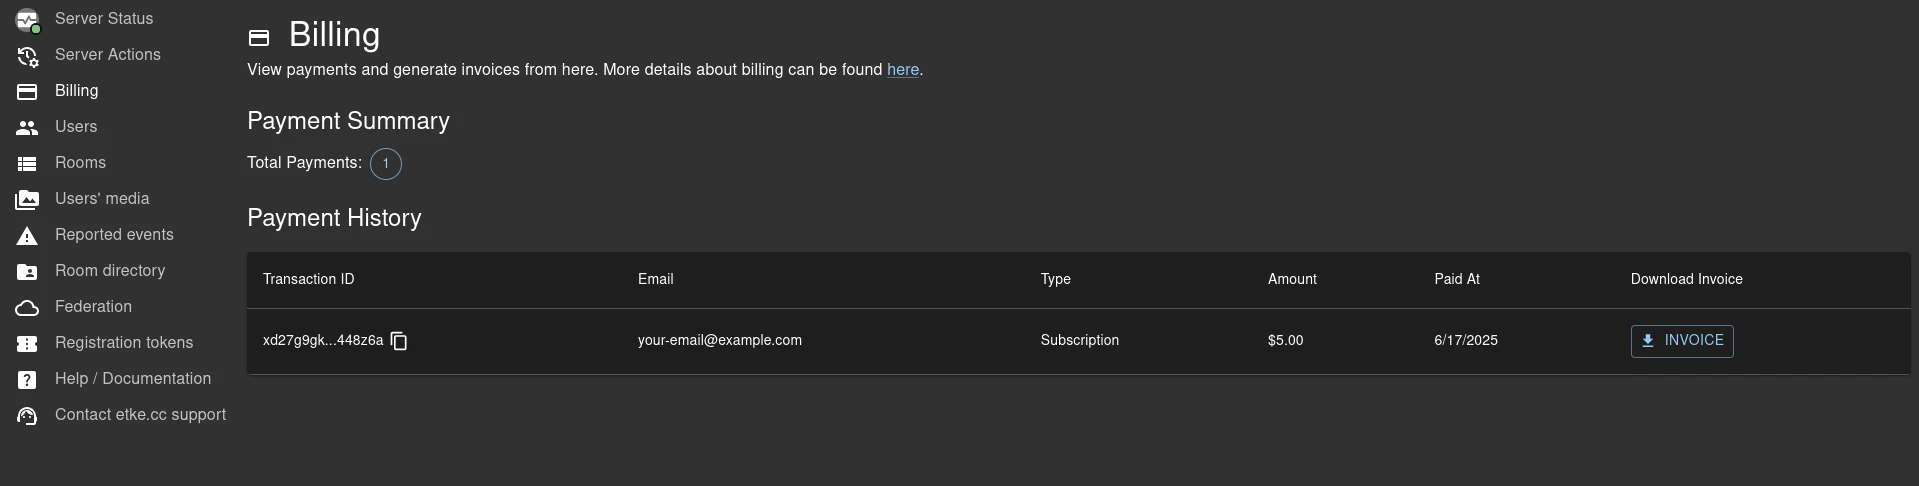 Server Status
Server Actions
Billing
Users
Rooms
Users' media
Reported events
Room directory
Federation
Registration tokens
Help / Documentation
Contact etke.cc support
Billing
View payments and generate invoices from here. More details about billing can be found here.
Payment Summary
Total Payments: 1
Payment History
Transaction ID Email Type Amount Paid At Download Invoice
xd27g9gk...448z6a your-email@example.com Subscription $5.00 6/17/2025 INVOICE